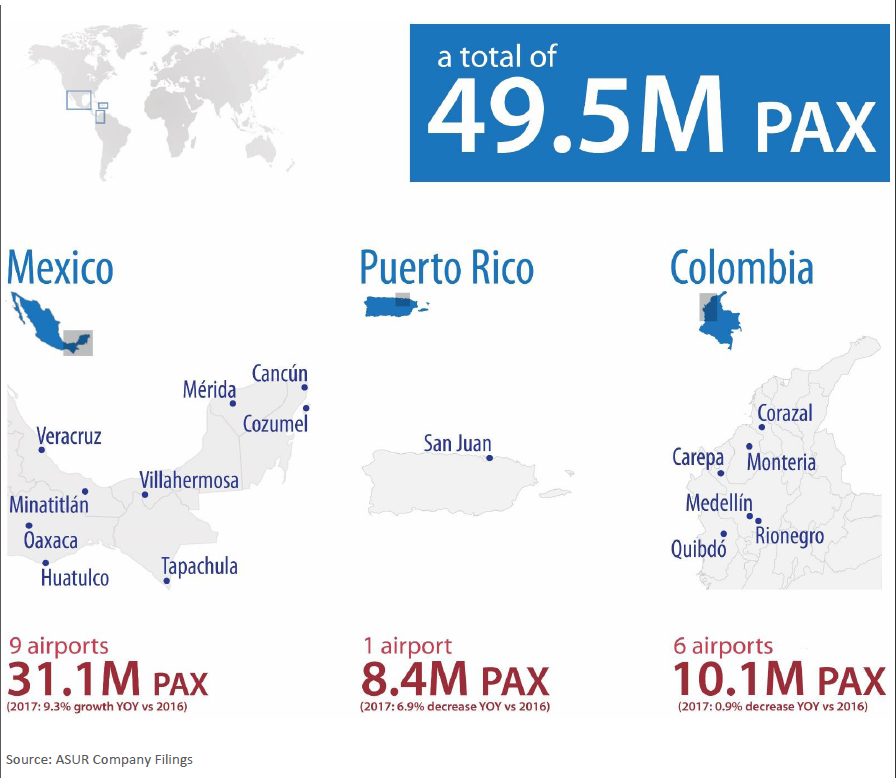 a total of
49.5M PAX
Mexico
Puerto Rico
Colombia
Cancún
Mérida
Cozumel
Veracruz
Villahermosa
Minatitlán
Oaxaca
Huatulco
Tapachula
San Juan
Corazal
Carepa
Monteria
Medellín
Rionegro
Quibdó
9 airports
31.1M PAX
(2017: 9.3% growth YOY vs 2016)
1 airport
8.4M PAX
(2017: 6.9% decrease YOY vs 2016)
6 airports
10.1M PAX
(2017: 0.9% decrease YOY vs 2016)
Source: ASUR Company Filings